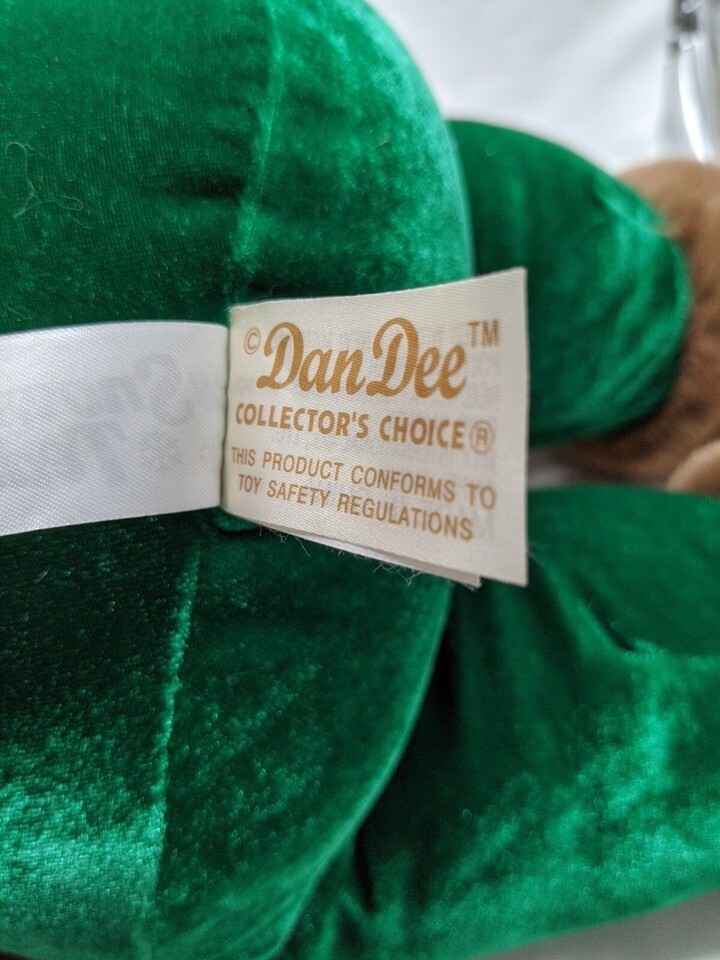 © Dan Dee™
COLLECTOR'S CHOICE®
THIS PRODUCT CONFORMS TO
TOY SAFETY REGULATIONS